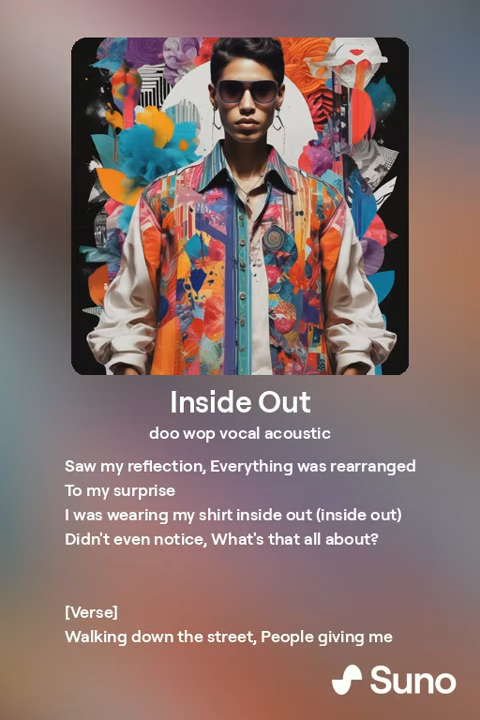 Inside Out
doo wop vocal acoustic
Saw my reflection, Everything was rearranged
To my surprise
I was wearing my shirt inside out (inside out)
Didn't even notice, What's that all about?
[Verse]
Walking down the street, People giving me
Suno